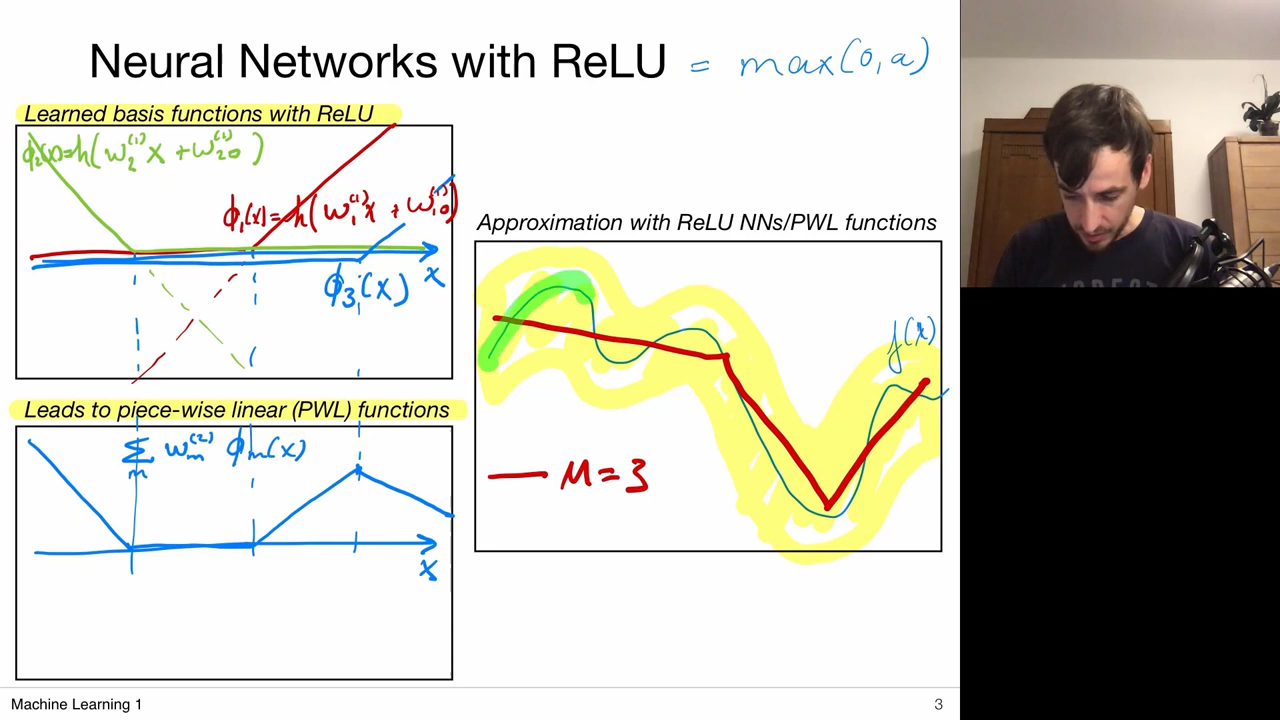 Neural Networks with ReLU = max(0,a)
Learned basis functions with ReLU
ϕ₂(x)=h(w₂⁽¹⁾x + w₂₀⁽¹⁾)
ϕ₁(x)=h(w₁⁽¹⁾x + w₁₀⁽¹⁾)
x
ϕ₃(x)
Leads to piece-wise linear (PWL) functions
∑ₘ wₘ⁽²⁾ ϕₘ(x)
x
Approximation with ReLU NNs/PWL functions
f(x)
M=3
Machine Learning 1
3